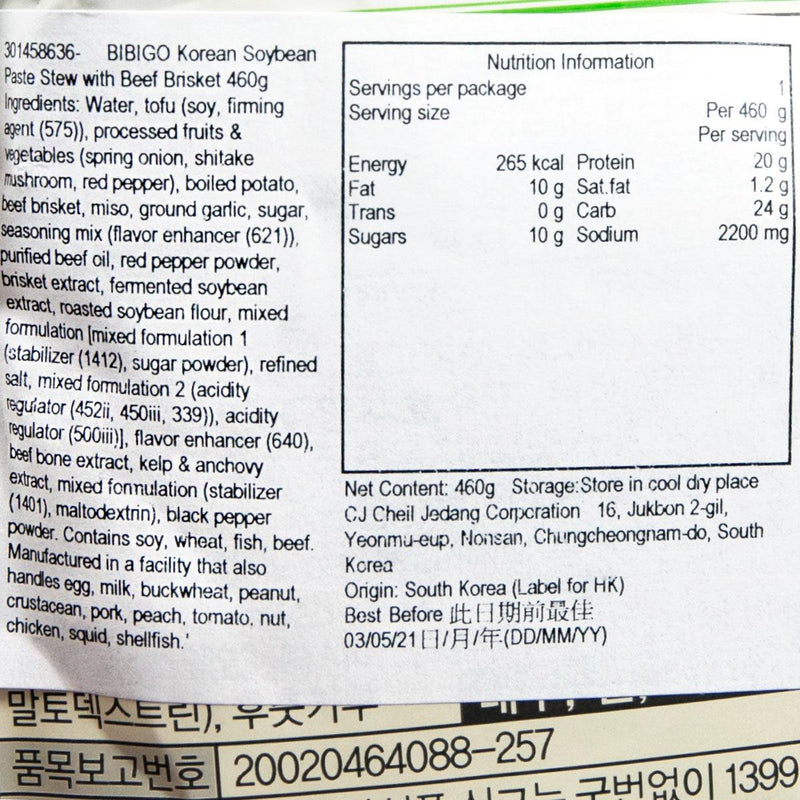 301458636- BIBIGO Korean Soybean
Paste Stew with Beef Brisket 460g
Ingredients: Water, tofu (soy, firming
agent (575)), processed fruits &
vegetables (spring onion, shitake
mushroom, red pepper), boiled potato,
beef brisket, miso, ground garlic, sugar,
seasoning mix (flavor enhancer (621)),
purified beef oil, red pepper powder,
brisket extract, fermented soybean
extract, roasted soybean flour, mixed
formulation [mixed formulation 1
(stabilizer (1412), sugar powder), refined
salt, mixed formulation 2 (acidity
regulator (452ii, 450iii, 339)), acidity
regulator (500iii)], flavor enhancer (640),
beef bone extract, kelp & anchovy
extract, mixed formulation (stabilizer
(1401), maltodextrin), black pepper
powder. Contains soy, wheat, fish, beef.
Manufactured in a facility that also
handles egg, milk, buckwheat, peanut,
crustacean, pork, peach, tomato, nut,
chicken, squid, shellfish.'
Nutrition Information
Servings per package 1
Serving size Per 460 g
Per serving
Energy 265 kcal Protein 20 g
Fat 10 g Sat.fat 1.2 g
Trans 0 g Carb 24 g
Sugars 10 g Sodium 2200 mg
Net Content: 460g Storage:Store in cool dry place
CJ Cheil Jedang Corporation 16, Jukbon 2-gil,
Yeonmu-eup, Nonsan, Chungcheongnam-do, South
Korea
Origin: South Korea (Label for HK)
Best Before 此日期前最佳
03/05/21 日/月/年(DD/MM/YY)
말토덱스트린),
품목보고번호 20020464088-257
국번없이 1399